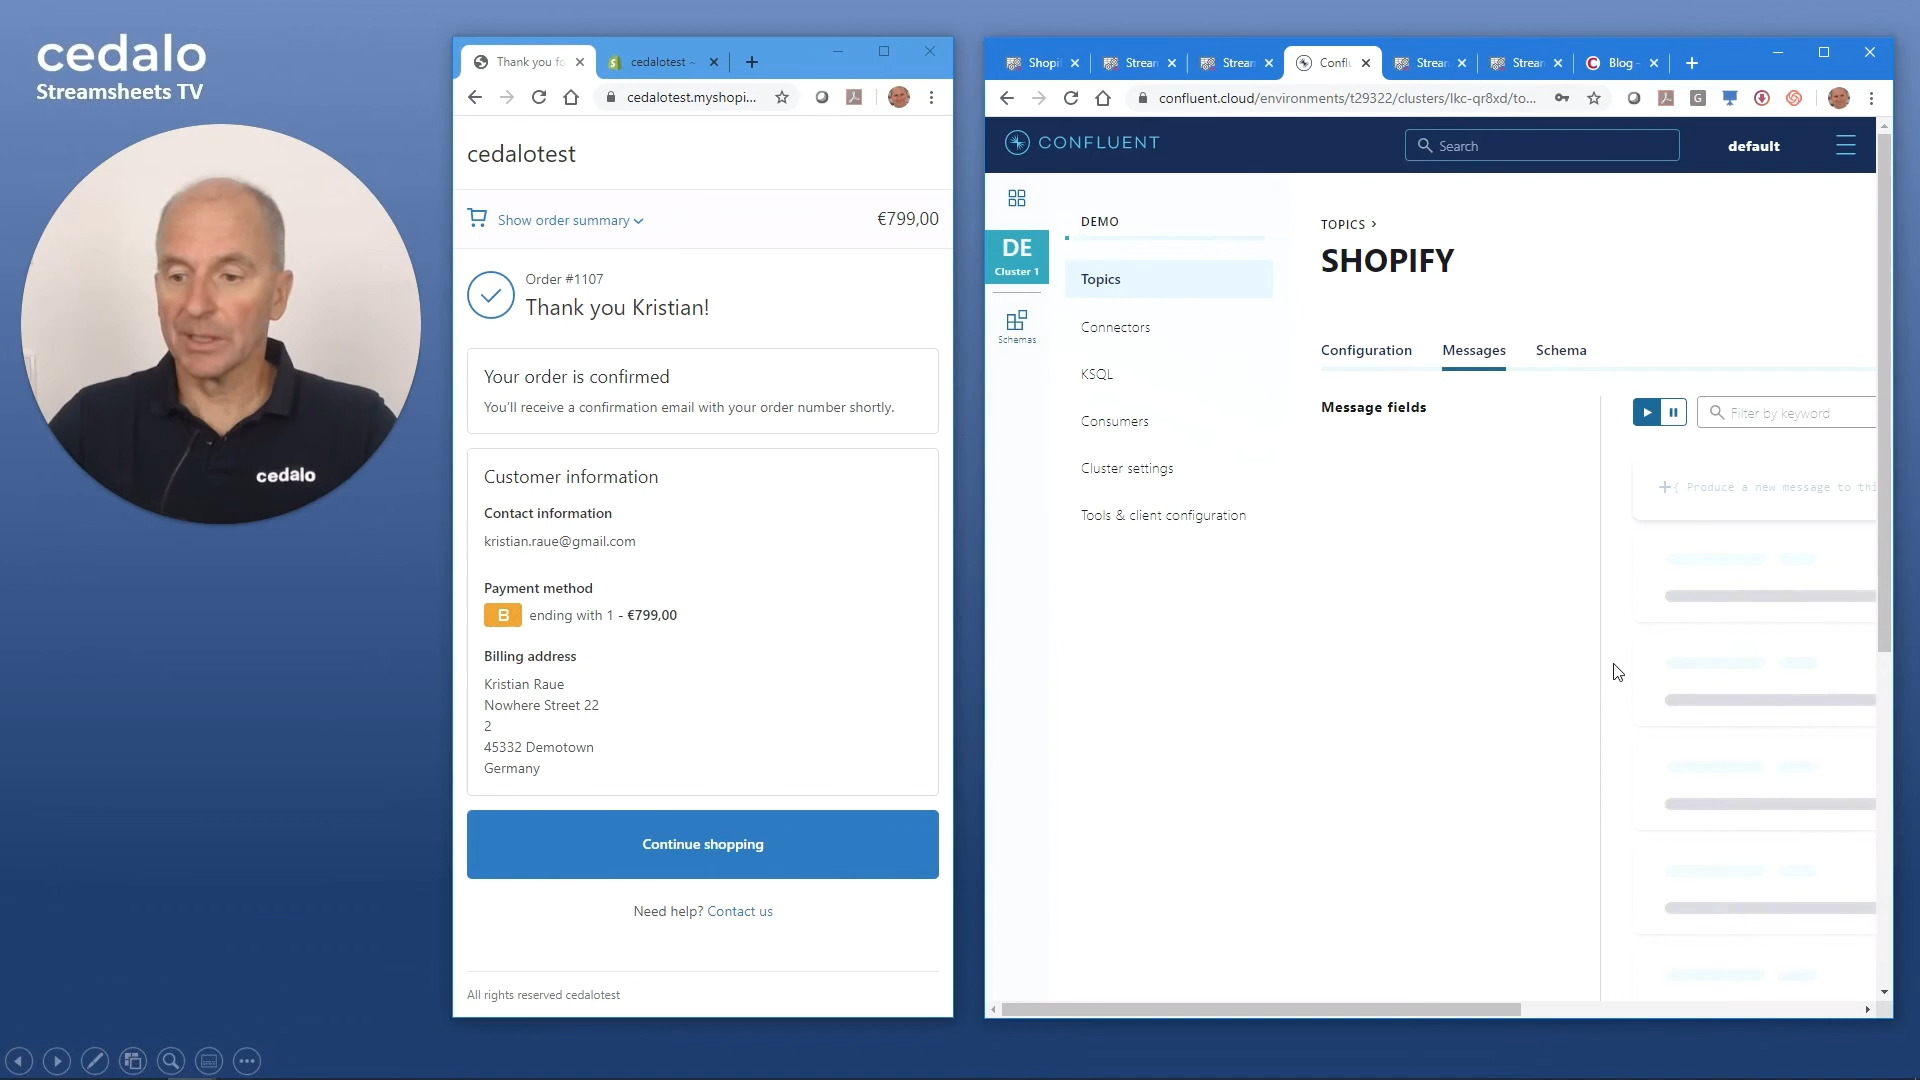 cedalo
Streamsheets TV
cedalo
Thank you fo
cedalotest ~
cedalotest.myshopi...
cedalotest
Show order summary
€799,00
Order #1107
Thank you Kristian!
Your order is confirmed
You'll receive a confirmation email with your order number shortly.
Customer information
Contact information
kristian.raue@gmail.com
Payment method
B ending with 1 - €799,00
Billing address
Kristian Raue
Nowhere Street 22
2
45332 Demotown
Germany
Continue shopping
Need help? Contact us
All rights reserved cedalotest
Shopi
Stream
Stream
Conflu
Stream
Stream
Blog -
confluent.cloud/environments/t29322/clusters/lkc-qr8xd/to...
CONFLUENT
Search
default
DE
Cluster 1
Schemas
DEMO
Topics
Connectors
KSQL
Consumers
Cluster settings
Tools & client configuration
TOPICS >
SHOPIFY
Configuration
Messages
Schema
Message fields
Filter by keyword
+{ Produce a new message to thi